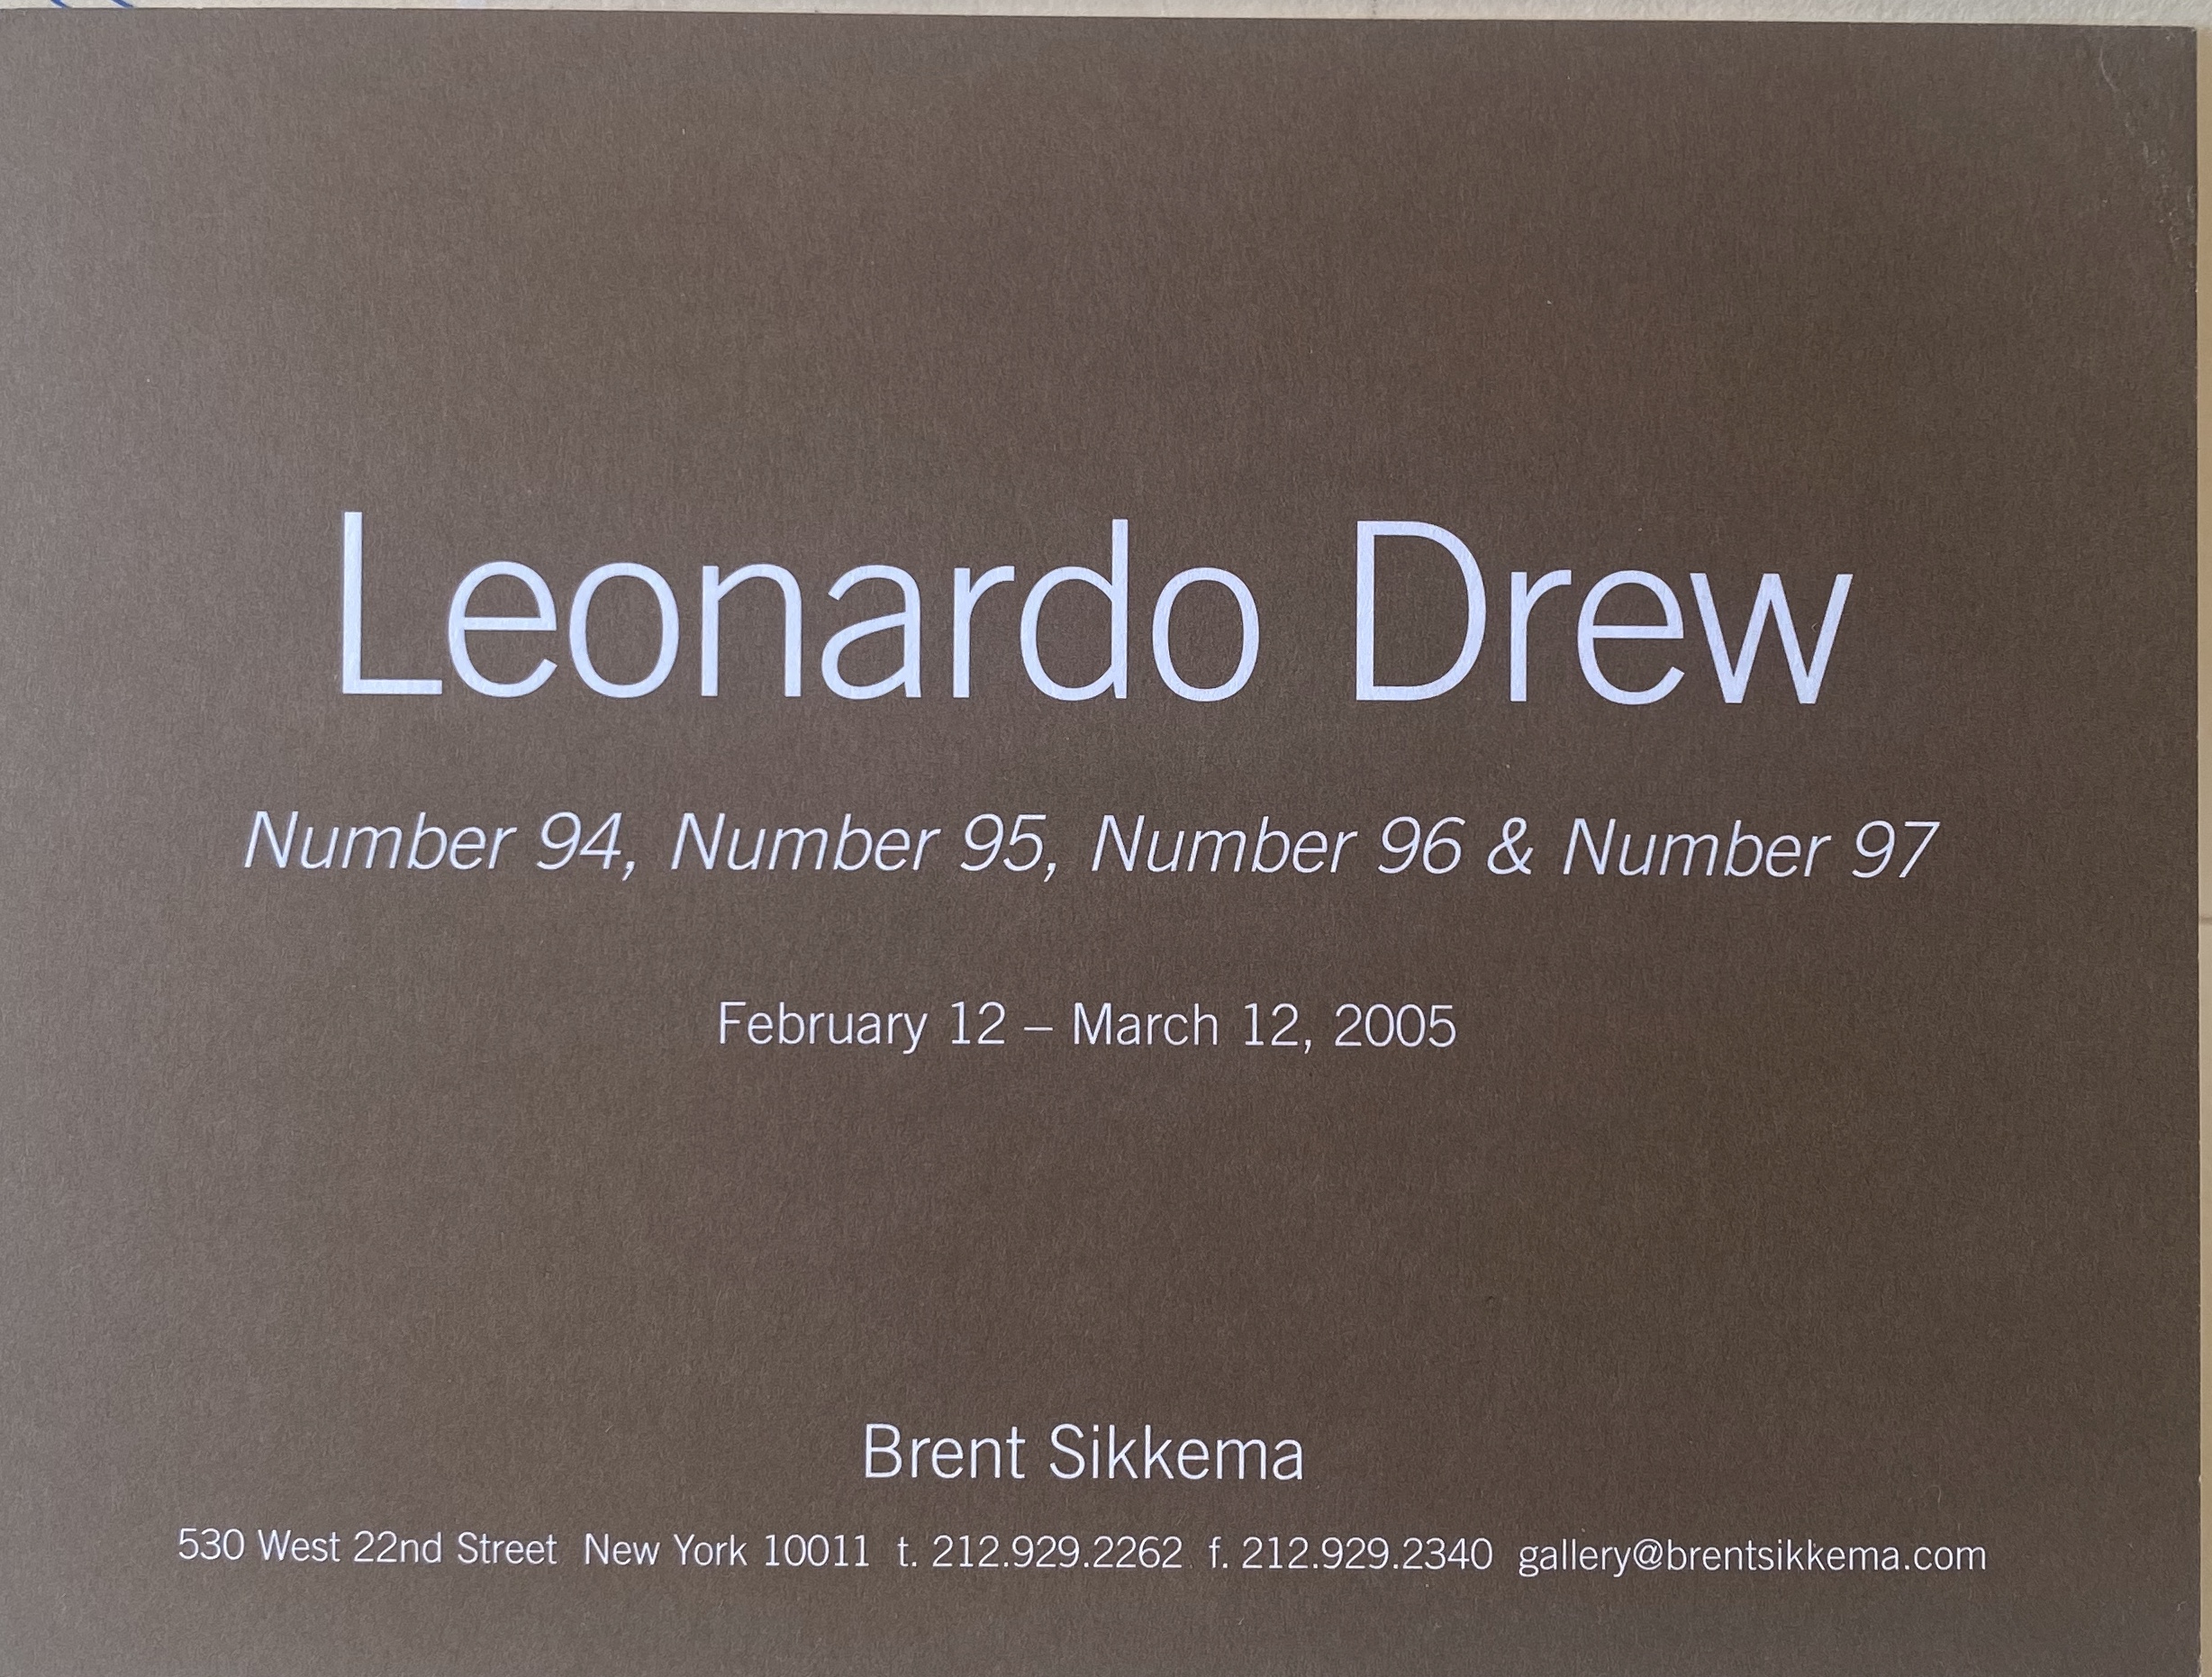 Leonardo Drew
Number 94, Number 95, Number 96 & Number 97
February 12 – March 12, 2005
Brent Sikkema
530 West 22nd Street New York 10011 t. 212.929.2262 f. 212.929.2340 gallery@brentsikkema.com